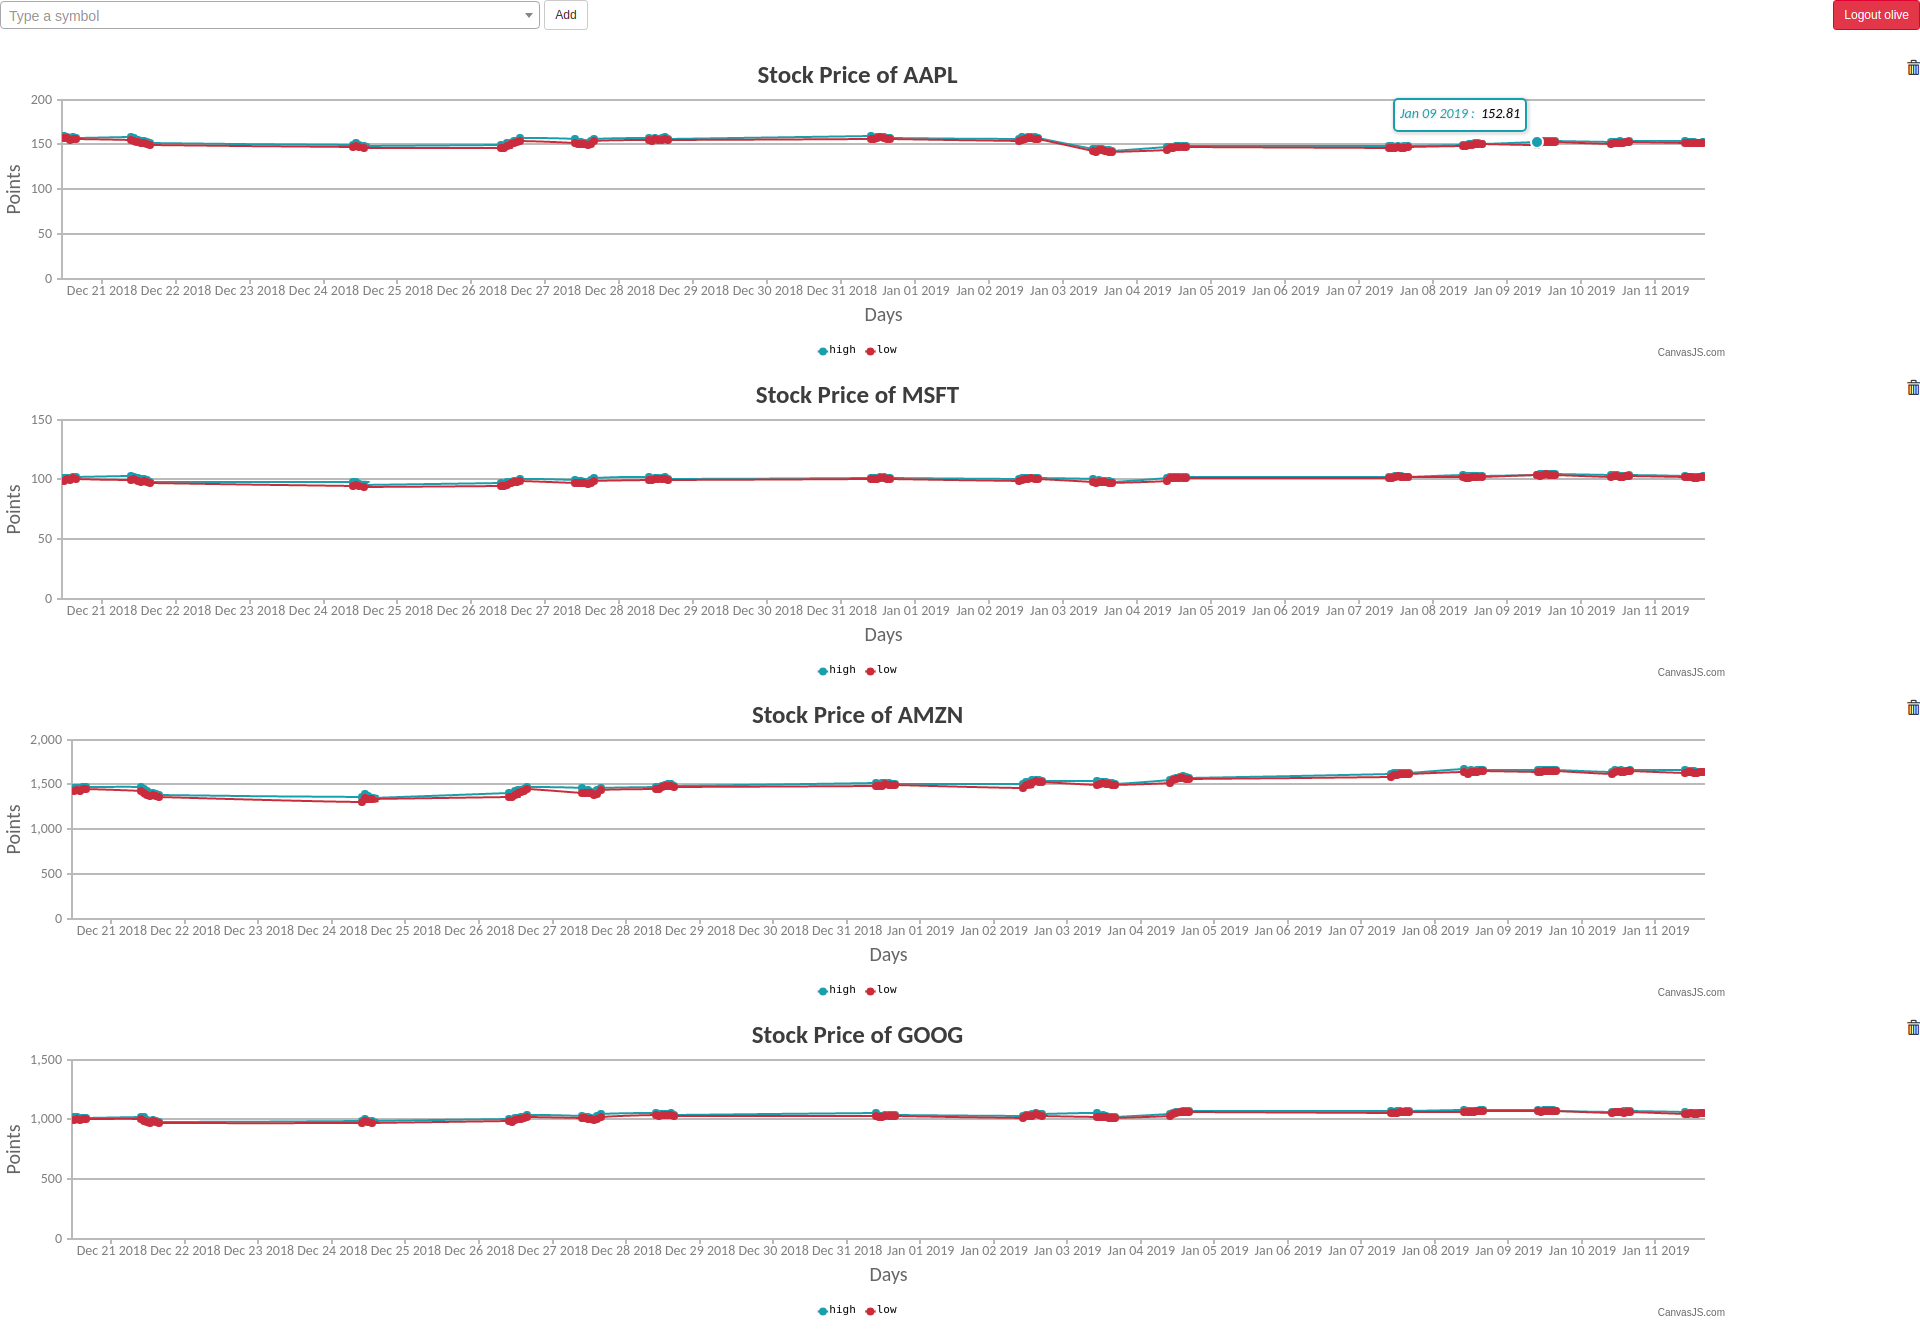 Type a symbol Add Logout olive
Stock Price of AAPL
Jan 09 2019 : 152.81
200
150
100
50
0
Points
Dec 21 2018 Dec 22 2018 Dec 23 2018 Dec 24 2018 Dec 25 2018 Dec 26 2018 Dec 27 2018 Dec 28 2018 Dec 29 2018 Dec 30 2018 Dec 31 2018 Jan 01 2019 Jan 02 2019 Jan 03 2019 Jan 04 2019 Jan 05 2019 Jan 06 2019 Jan 07 2019 Jan 08 2019 Jan 09 2019 Jan 10 2019 Jan 11 2019
Days
high low
CanvasJS.com
Stock Price of MSFT
150
100
50
0
Points
Dec 21 2018 Dec 22 2018 Dec 23 2018 Dec 24 2018 Dec 25 2018 Dec 26 2018 Dec 27 2018 Dec 28 2018 Dec 29 2018 Dec 30 2018 Dec 31 2018 Jan 01 2019 Jan 02 2019 Jan 03 2019 Jan 04 2019 Jan 05 2019 Jan 06 2019 Jan 07 2019 Jan 08 2019 Jan 09 2019 Jan 10 2019 Jan 11 2019
Days
high low
CanvasJS.com
Stock Price of AMZN
2,000
1,500
1,000
500
0
Points
Dec 21 2018 Dec 22 2018 Dec 23 2018 Dec 24 2018 Dec 25 2018 Dec 26 2018 Dec 27 2018 Dec 28 2018 Dec 29 2018 Dec 30 2018 Dec 31 2018 Jan 01 2019 Jan 02 2019 Jan 03 2019 Jan 04 2019 Jan 05 2019 Jan 06 2019 Jan 07 2019 Jan 08 2019 Jan 09 2019 Jan 10 2019 Jan 11 2019
Days
high low
CanvasJS.com
Stock Price of GOOG
1,500
1,000
500
0
Points
Dec 21 2018 Dec 22 2018 Dec 23 2018 Dec 24 2018 Dec 25 2018 Dec 26 2018 Dec 27 2018 Dec 28 2018 Dec 29 2018 Dec 30 2018 Dec 31 2018 Jan 01 2019 Jan 02 2019 Jan 03 2019 Jan 04 2019 Jan 05 2019 Jan 06 2019 Jan 07 2019 Jan 08 2019 Jan 09 2019 Jan 10 2019 Jan 11 2019
Days
high low
CanvasJS.com